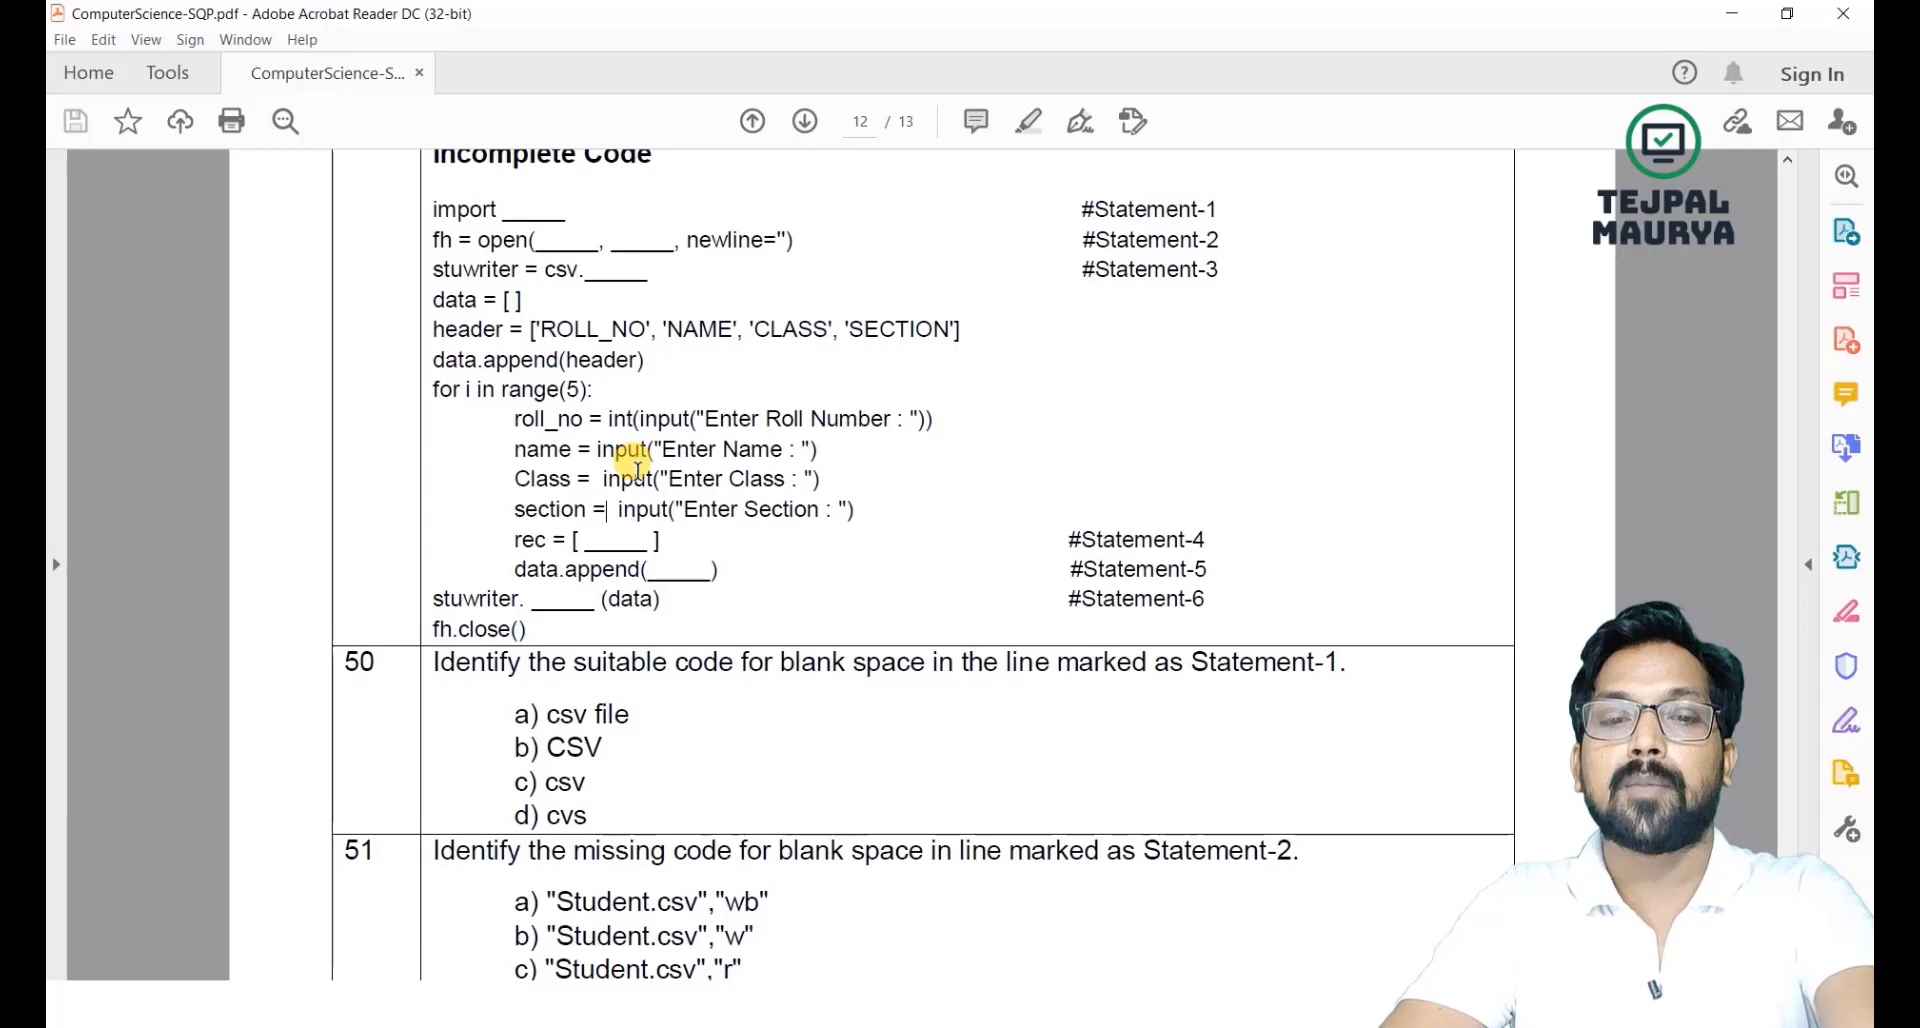 ComputerScience-SQP.pdf - Adobe Acrobat Reader DC (32-bit)
File Edit View Sign Window Help
Home Tools ComputerScience-S... ×
Sign In
12 / 13
TEJPAL
MAURYA
Incomplete Code
import _____ #Statement-1
fh = open(_____, _____, newline='') #Statement-2
stuwriter = csv._____ #Statement-3
data = [ ]
header = ['ROLL_NO', 'NAME', 'CLASS', 'SECTION']
data.append(header)
for i in range(5):
roll_no = int(input("Enter Roll Number : "))
name = input("Enter Name : ")
Class = input("Enter Class : ")
section = input("Enter Section : ")
rec = [ _____ ] #Statement-4
data.append(_____) #Statement-5
stuwriter. _____ (data) #Statement-6
fh.close()
50 Identify the suitable code for blank space in the line marked as Statement-1.
a) csv file
b) CSV
c) csv
d) cvs
51 Identify the missing code for blank space in line marked as Statement-2.
a) "Student.csv","wb"
b) "Student.csv","w"
c) "Student.csv","r"